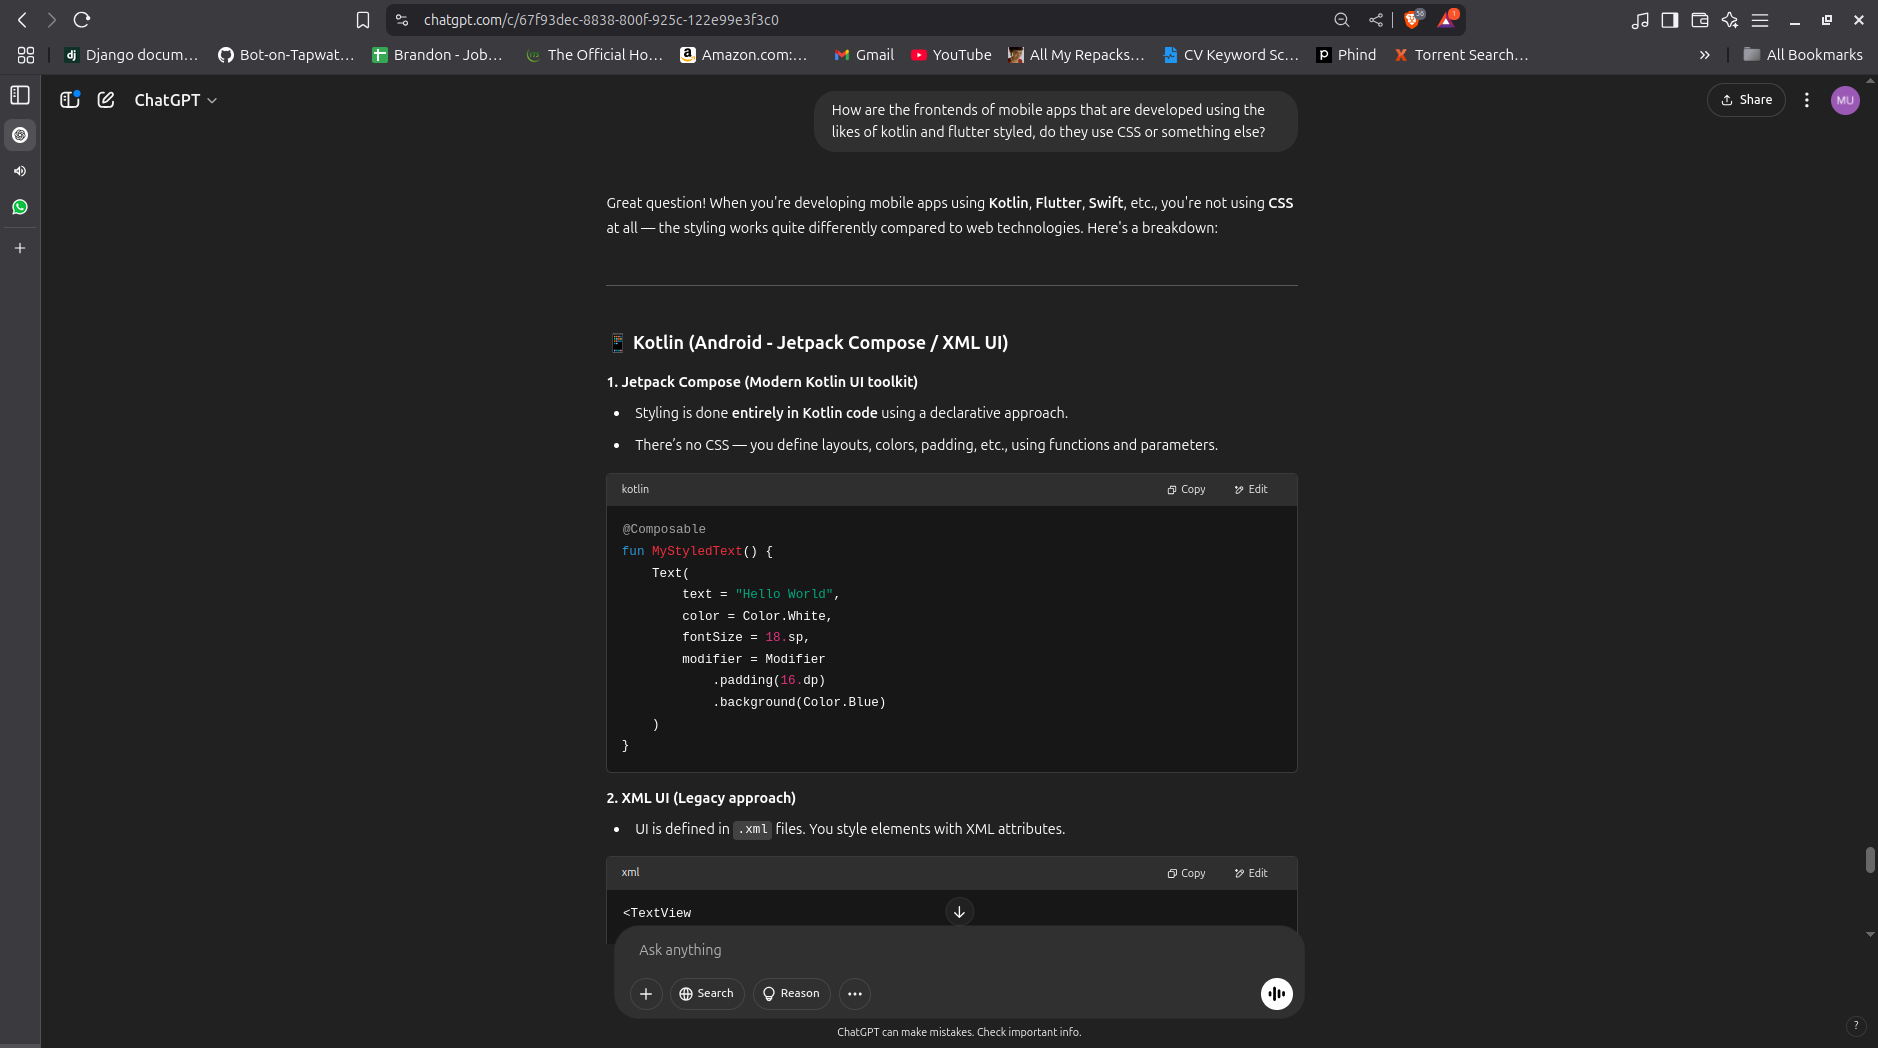 chatgpt.com/c/67f93dec-8838-800f-925c-122e99e3f3c0
56
1
Django docum...
Bot-on-Tapwat...
Brandon - Job...
The Official Ho...
Amazon.com:...
Gmail
YouTube
All My Repacks...
CV Keyword Sc...
Phind
Torrent Search...
»
All Bookmarks
ChatGPT
Share
MU
How are the frontends of mobile apps that are developed using the
likes of kotlin and flutter styled, do they use CSS or something else?
Great question! When you're developing mobile apps using Kotlin, Flutter, Swift, etc., you're not using CSS
at all — the styling works quite differently compared to web technologies. Here's a breakdown:
📱 Kotlin (Android - Jetpack Compose / XML UI)
1. Jetpack Compose (Modern Kotlin UI toolkit)
• Styling is done entirely in Kotlin code using a declarative approach.
• There’s no CSS — you define layouts, colors, padding, etc., using functions and parameters.
kotlin
Copy
Edit
@Composable
fun MyStyledText() {
    Text(
        text = "Hello World",
        color = Color.White,
        fontSize = 18.sp,
        modifier = Modifier
            .padding(16.dp)
            .background(Color.Blue)
    )
}
2. XML UI (Legacy approach)
• UI is defined in .xml files. You style elements with XML attributes.
xml
Copy
Edit
<TextView
Ask anything
Search
Reason
ChatGPT can make mistakes. Check important info.
?